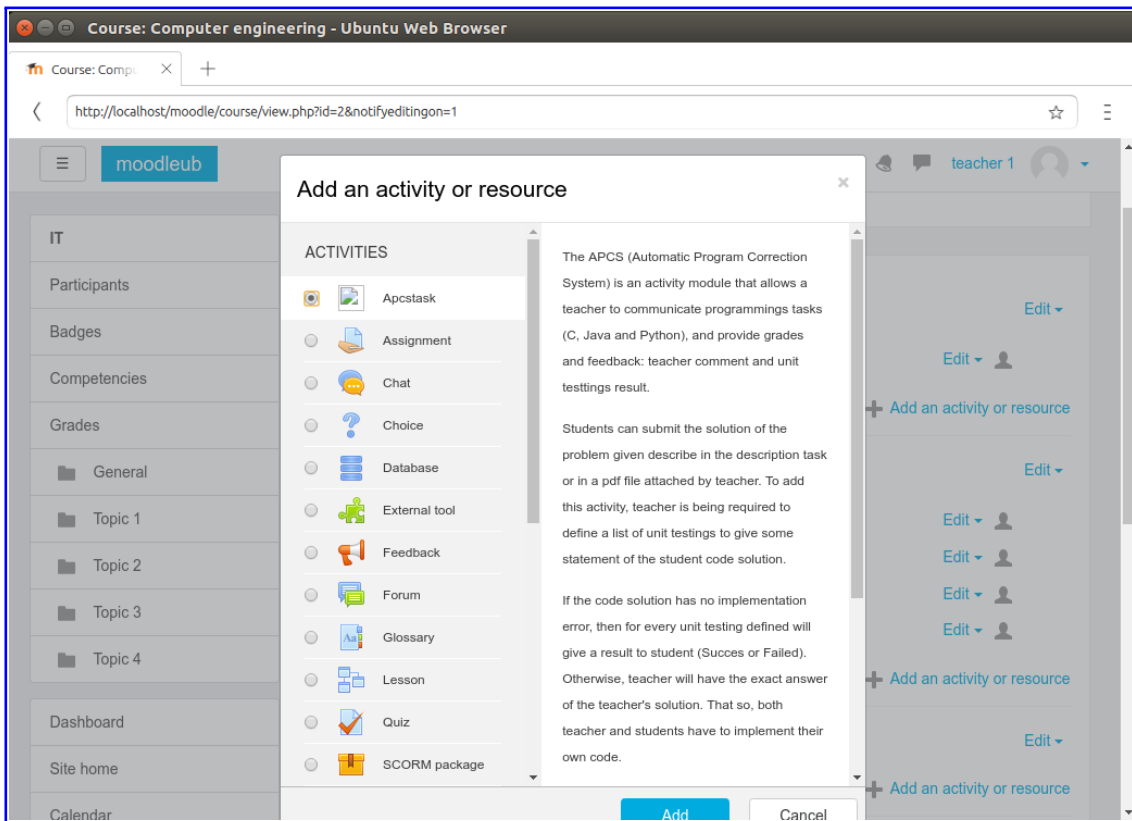 Course: Computer engineering - Ubuntu Web Browser
Course: Compu
http://localhost/moodle/course/view.php?id=2&notifyeditingon=1
moodleub
teacher 1
IT
Participants
Badges
Competencies
Grades
General
Topic 1
Topic 2
Topic 3
Topic 4
Dashboard
Site home
Calendar
Add an activity or resource
ACTIVITIES
Apcstask
Assignment
Chat
Choice
Database
External tool
Feedback
Forum
Glossary
Lesson
Quiz
SCORM package
The APCS (Automatic Program Correction
System) is an activity module that allows a
teacher to communicate programmings tasks
(C, Java and Python), and provide grades
and feedback: teacher comment and unit
testtings result.
Students can submit the solution of the
problem given describe in the description task
or in a pdf file attached by teacher. To add
this activity, teacher is being required to
define a list of unit testings to give some
statement of the student code solution.
If the code solution has no implementation
error, then for every unit testing defined will
give a result to student (Succes or Failed).
Otherwise, teacher will have the exact answer
of the teacher's solution. That so, both
teacher and students have to implement their
own code.
Add
Cancel
Edit
Edit
Add an activity or resource
Edit
Edit
Edit
Edit
Edit
Add an activity or resource
Edit
Add an activity or resource